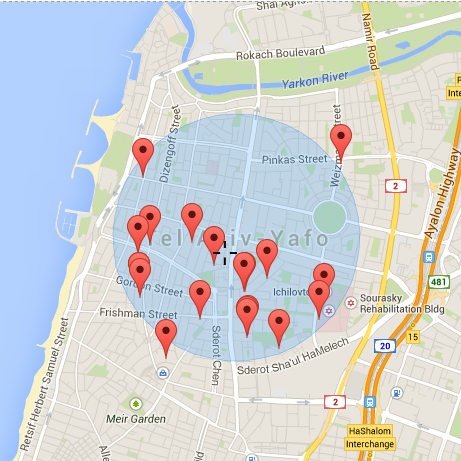 Shai Agnon
Rokach Boulevard
Namir Road
Yarkon River
Dizengoff Street
Pinkas Street
2
Ayalon Highway
Tel Aviv-Yafo
481
Gordon Street
Ichilov
Sourasky
Rehabilitation Bldg
Frishman Street
15
20
Sderot Sha'ul HaMelech
Sderot Chen
Retsif Herbert Samuel Street
2
Meir Garden
HaShalom
Interchange